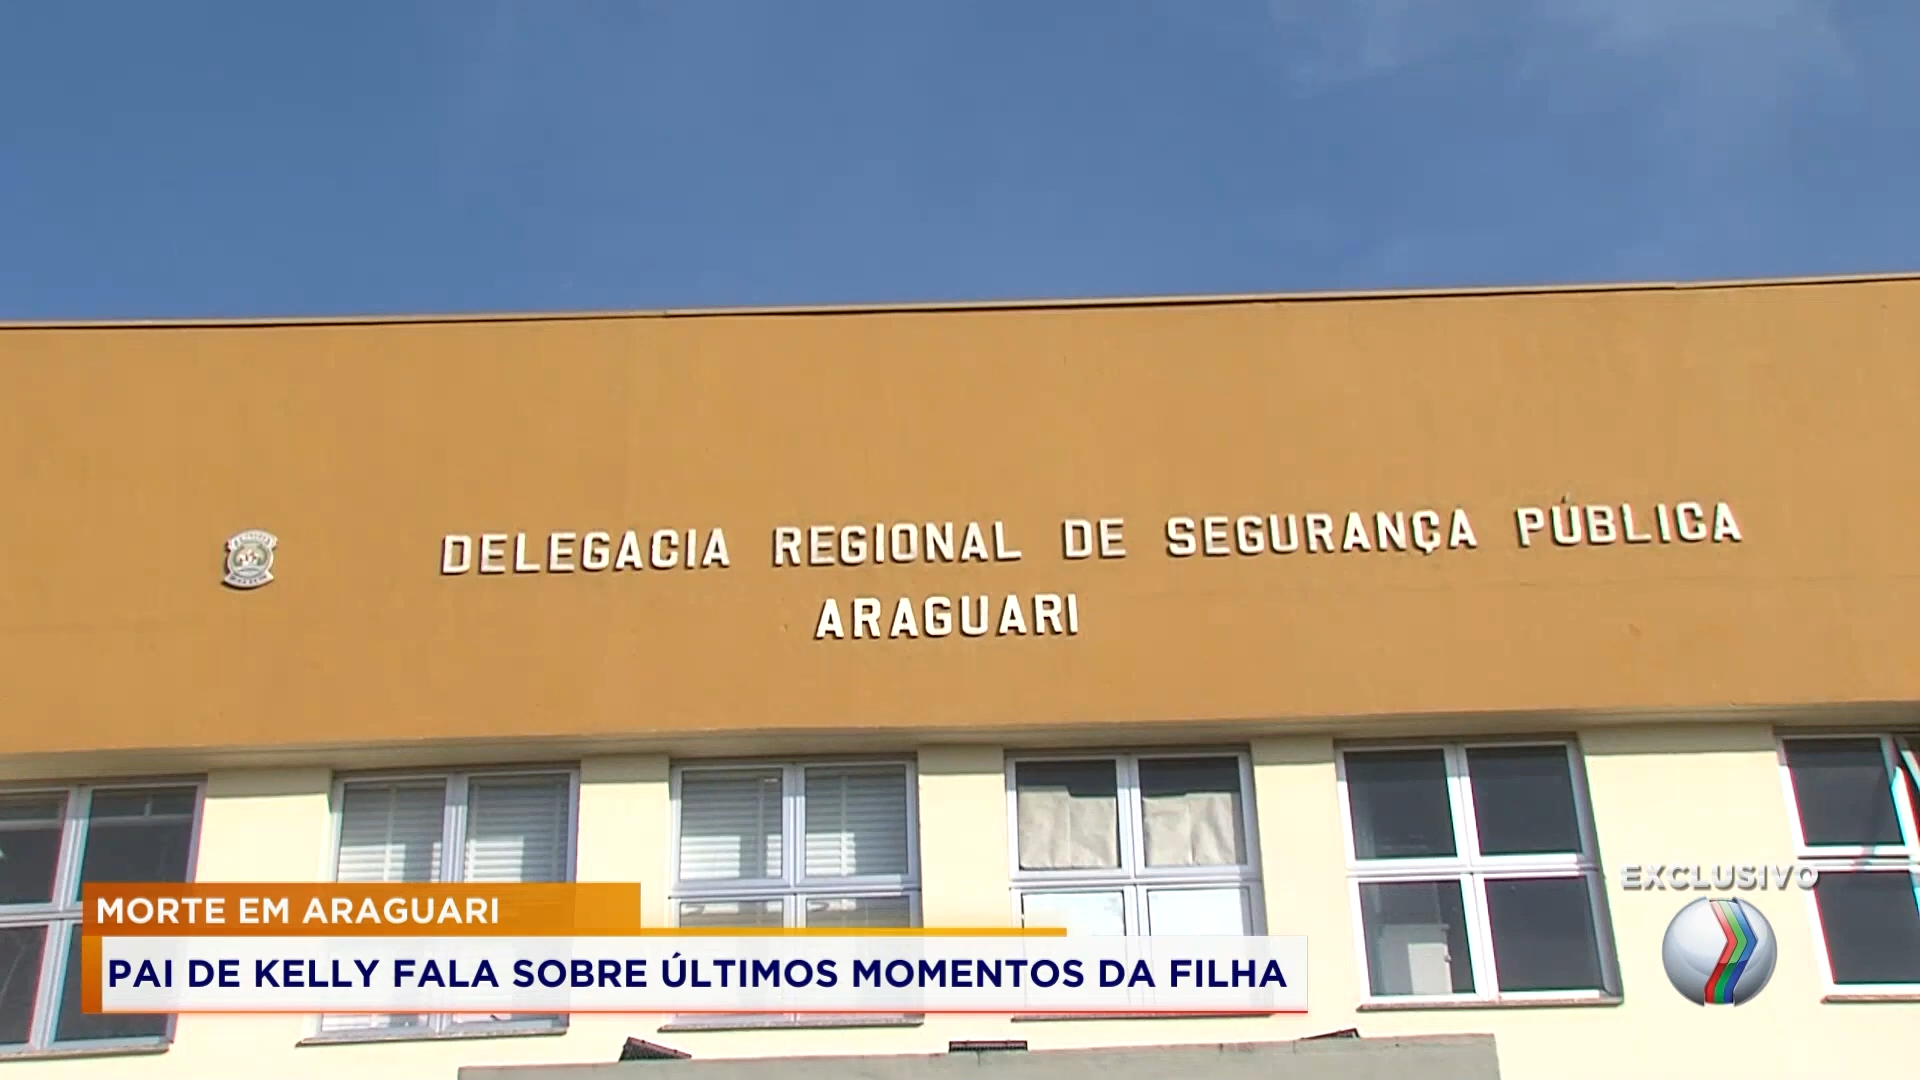 DELEGACIA REGIONAL DE SEGURANÇA PÚBLICA
ARAGUARI
EXCLUSIVO
MORTE EM ARAGUARI
PAI DE KELLY FALA SOBRE ÚLTIMOS MOMENTOS DA FILHA